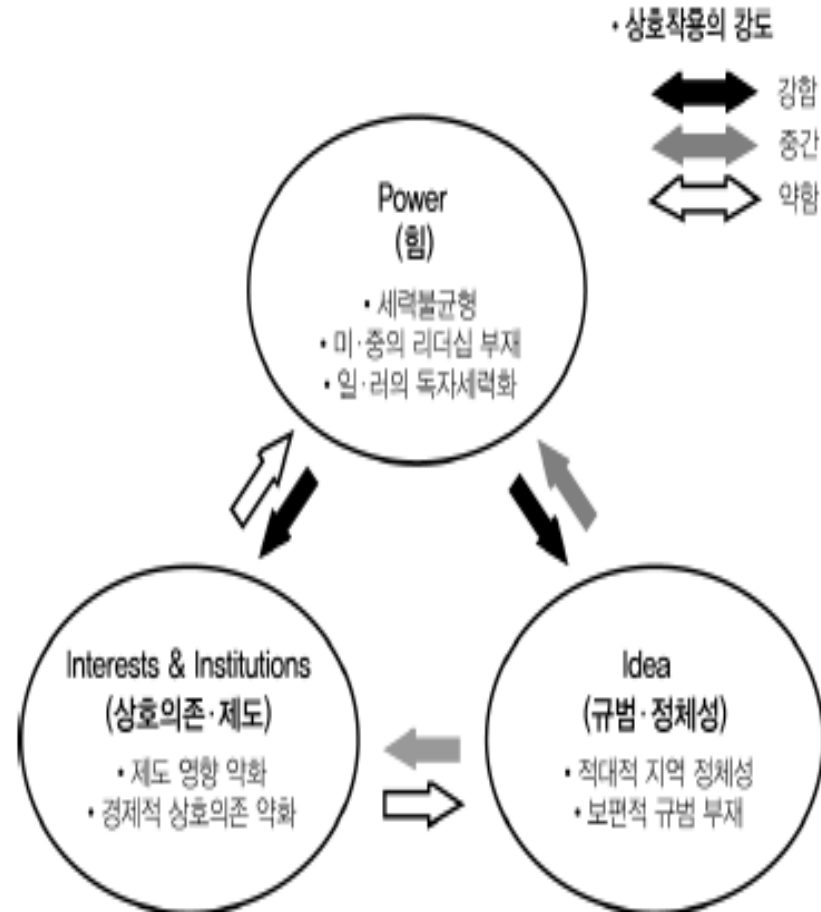 • 상호작용의 강도
강함
중간
약함
Power
(힘)
• 세력불균형
• 미·중의 리더십 부재
• 일·러의 독자세력화
Interests & Institutions
(상호의존·제도)
• 제도 영향 약화
• 경제적 상호의존 약화
Idea
(규범·정체성)
• 적대적 지역 정체성
• 보편적 규범 부재